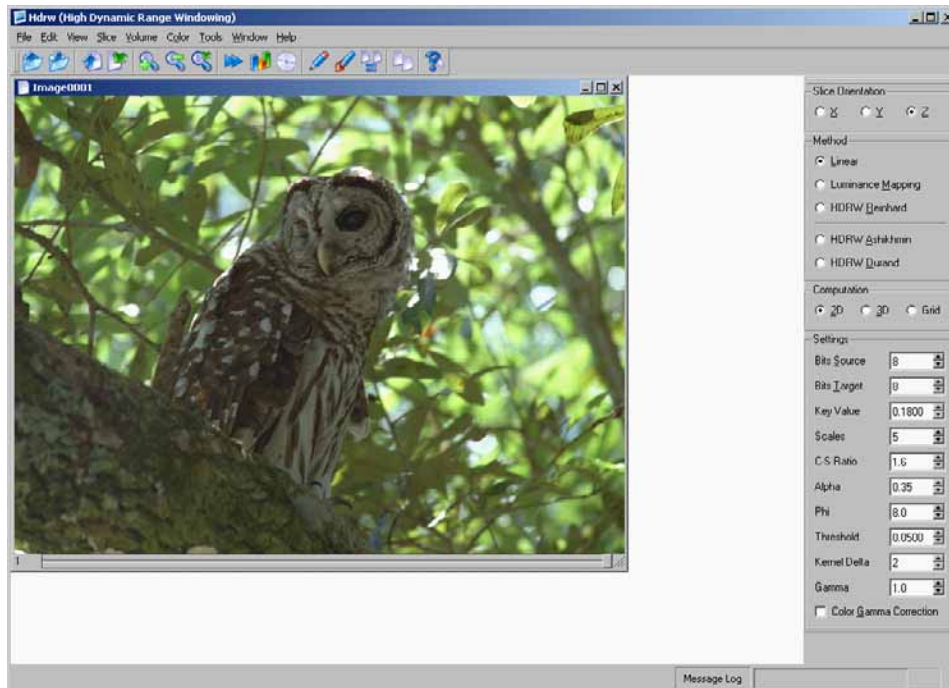 Hdrw (High Dynamic Range Windowing)
File Edit View Slice Volume Color Tools Window Help
Image0001
1
Slice Orientation
X Y Z
Method
Linear
Luminance Mapping
HDRW Reinhard
HDRW Ashikhmin
HDRW Durand
Computation
2D 3D Grid
Settings
Bits Source 8
Bits Target 8
Key Value 0.1800
Scales 5
C-S Ratio 1.6
Alpha 0.35
Phi 8.0
Threshold 0.0500
Kernel Delta 2
Gamma 1.0
Color Gamma Correction
Message Log